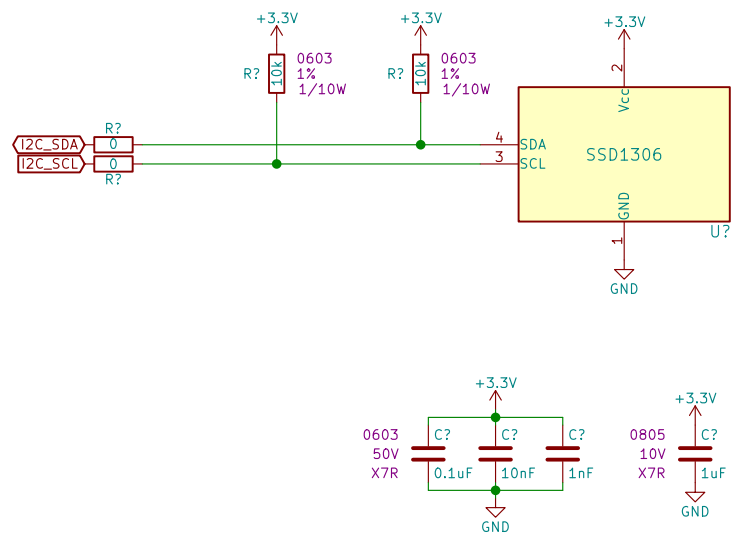 +3.3V
+3.3V
+3.3V
R?
10k
0603
1%
1/10W
R?
10k
0603
1%
1/10W
2
Vcc
R?
I2C_SDA
0
4
SDA
I2C_SCL
0
3
SCL
R?
SSD1306
GND
U?
1
GND
+3.3V
0603
50V
X7R
C?
0.1uF
C?
10nF
C?
1nF
GND
+3.3V
0805
10V
X7R
C?
1uF
GND